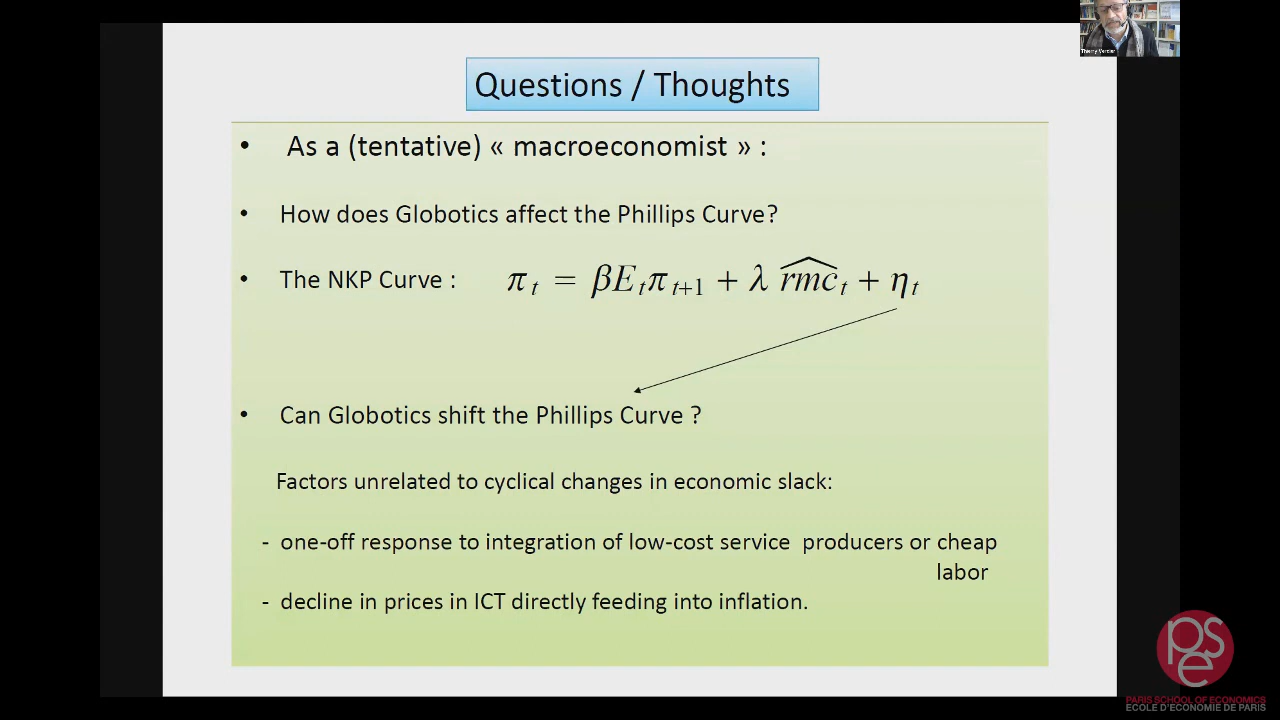 Thierry Verdier
Questions / Thoughts
• As a (tentative) « macroeconomist » :
• How does Globotics affect the Phillips Curve?
• The NKP Curve : π_t = βE_tπ_{t+1} + λ \widehat{rmc}_t + η_t
• Can Globotics shift the Phillips Curve ?
Factors unrelated to cyclical changes in economic slack:
- one-off response to integration of low-cost service producers or cheap
labor
- decline in prices in ICT directly feeding into inflation.
pse
PARIS SCHOOL OF ECONOMICS
ECOLE D'ECONOMIE DE PARIS